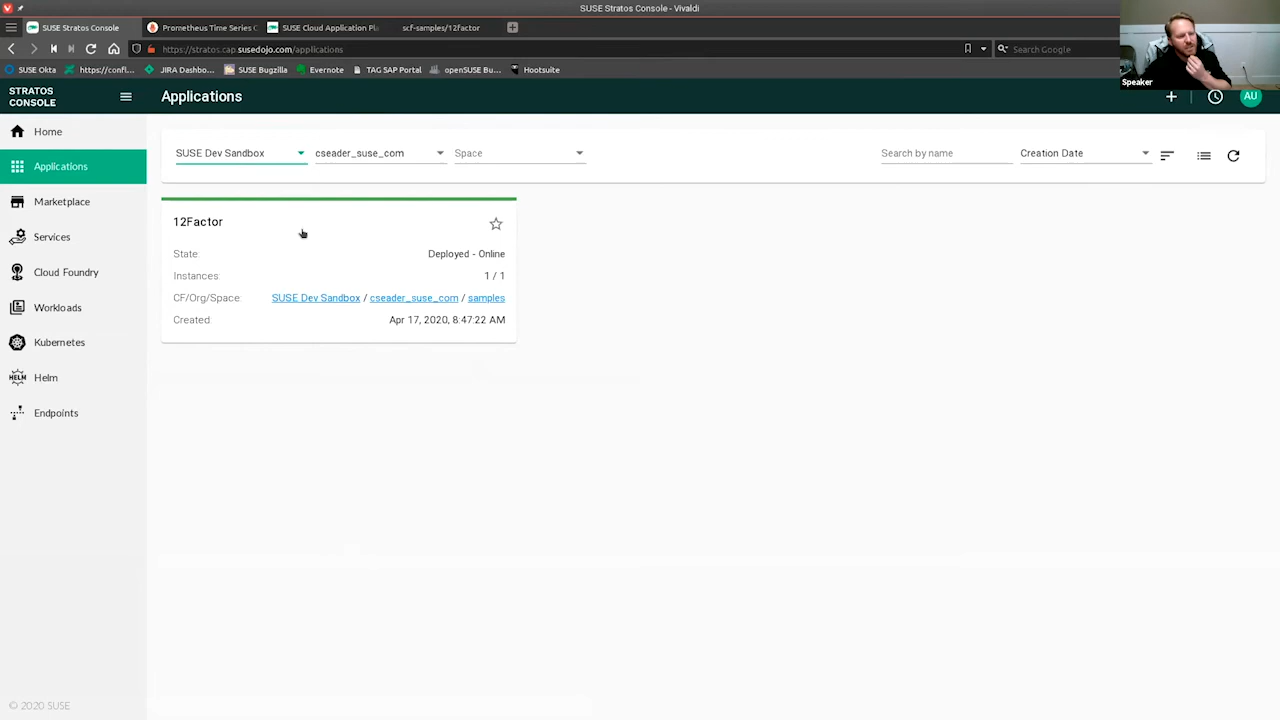 SUSE Stratos Console - Vivaldi
SUSE Stratos Console
Prometheus Time Series C
SUSE Cloud Application Pla
scf-samples/12factor
https://stratos.cap.susedojo.com/applications
Search Google
SUSE Okta
https://confl...
JIRA Dashbo...
SUSE Bugzilla
Evernote
TAG SAP Portal
openSUSE Bu...
Hootsuite
Speaker
STRATOS
CONSOLE
Applications
AU
Home
Applications
Marketplace
Services
Cloud Foundry
Workloads
Kubernetes
HELM
Helm
Endpoints
SUSE Dev Sandbox
cseader_suse_com
Space
Search by name
Creation Date
12Factor
State: Deployed - Online
Instances: 1 / 1
CF/Org/Space: SUSE Dev Sandbox / cseader_suse_com / samples
Created: Apr 17, 2020, 8:47:22 AM
© 2020 SUSE